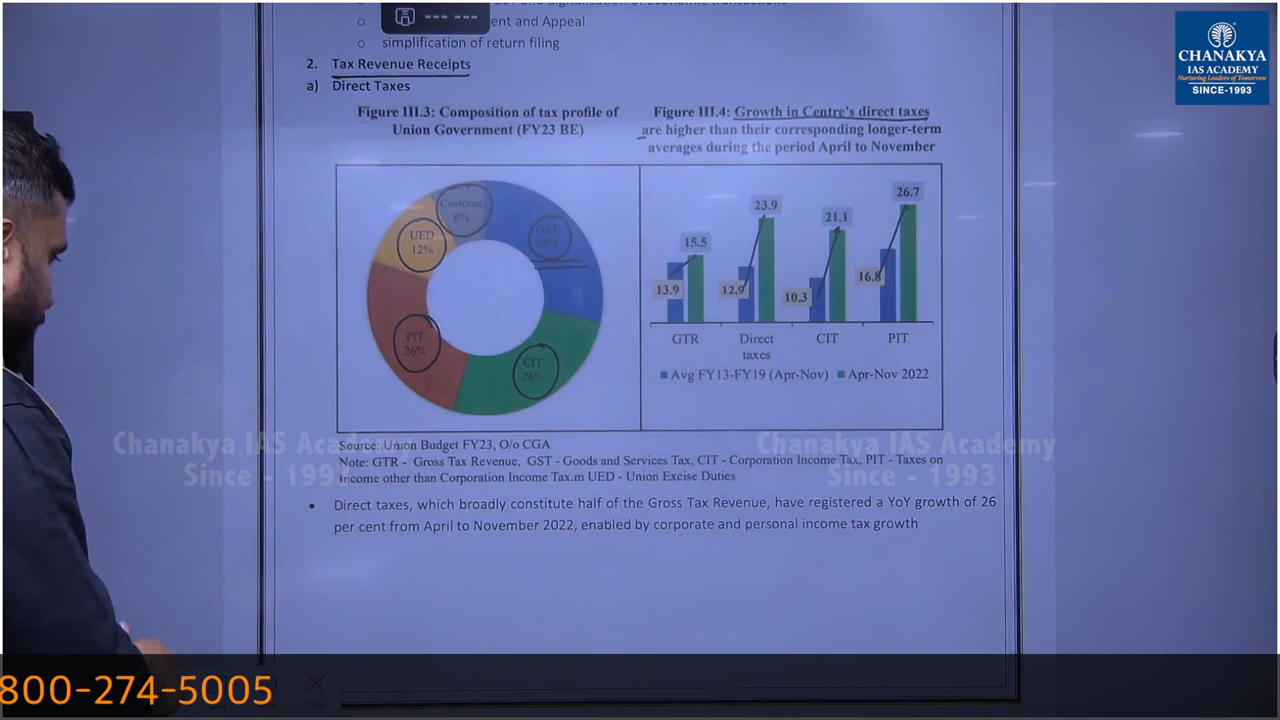 ent and Appeal
simplification of return filing
2. Tax Revenue Receipts
a) Direct Taxes
Figure III.3: Composition of tax profile of
Union Government (FY23 BE)
Customs
8%
UED
12%
GST
PIT
26%
CIT
26%
Figure III.4: Growth in Centre's direct taxes
are higher than their corresponding longer-term
averages during the period April to November
13.9
15.5
12.9
23.9
10.3
21.1
16.8
26.7
GTR
Direct
taxes
CIT
PIT
Avg FY13-FY19 (Apr-Nov)
Apr-Nov 2022
Source: Union Budget FY23, O/o CGA
Note: GTR - Gross Tax Revenue, GST - Goods and Services Tax, CIT - Corporation Income Tax, PIT - Taxes on
Income other than Corporation Income Tax.m UED - Union Excise Duties
• Direct taxes, which broadly constitute half of the Gross Tax Revenue, have registered a YoY growth of 26
per cent from April to November 2022, enabled by corporate and personal income tax growth
CHANAKYA
IAS ACADEMY
Nurturing Leaders of Tomorrow
SINCE-1993
Chanakya IAS Academy
Since - 1993
Chanakya IAS Academy
Since - 1993
800-274-5005